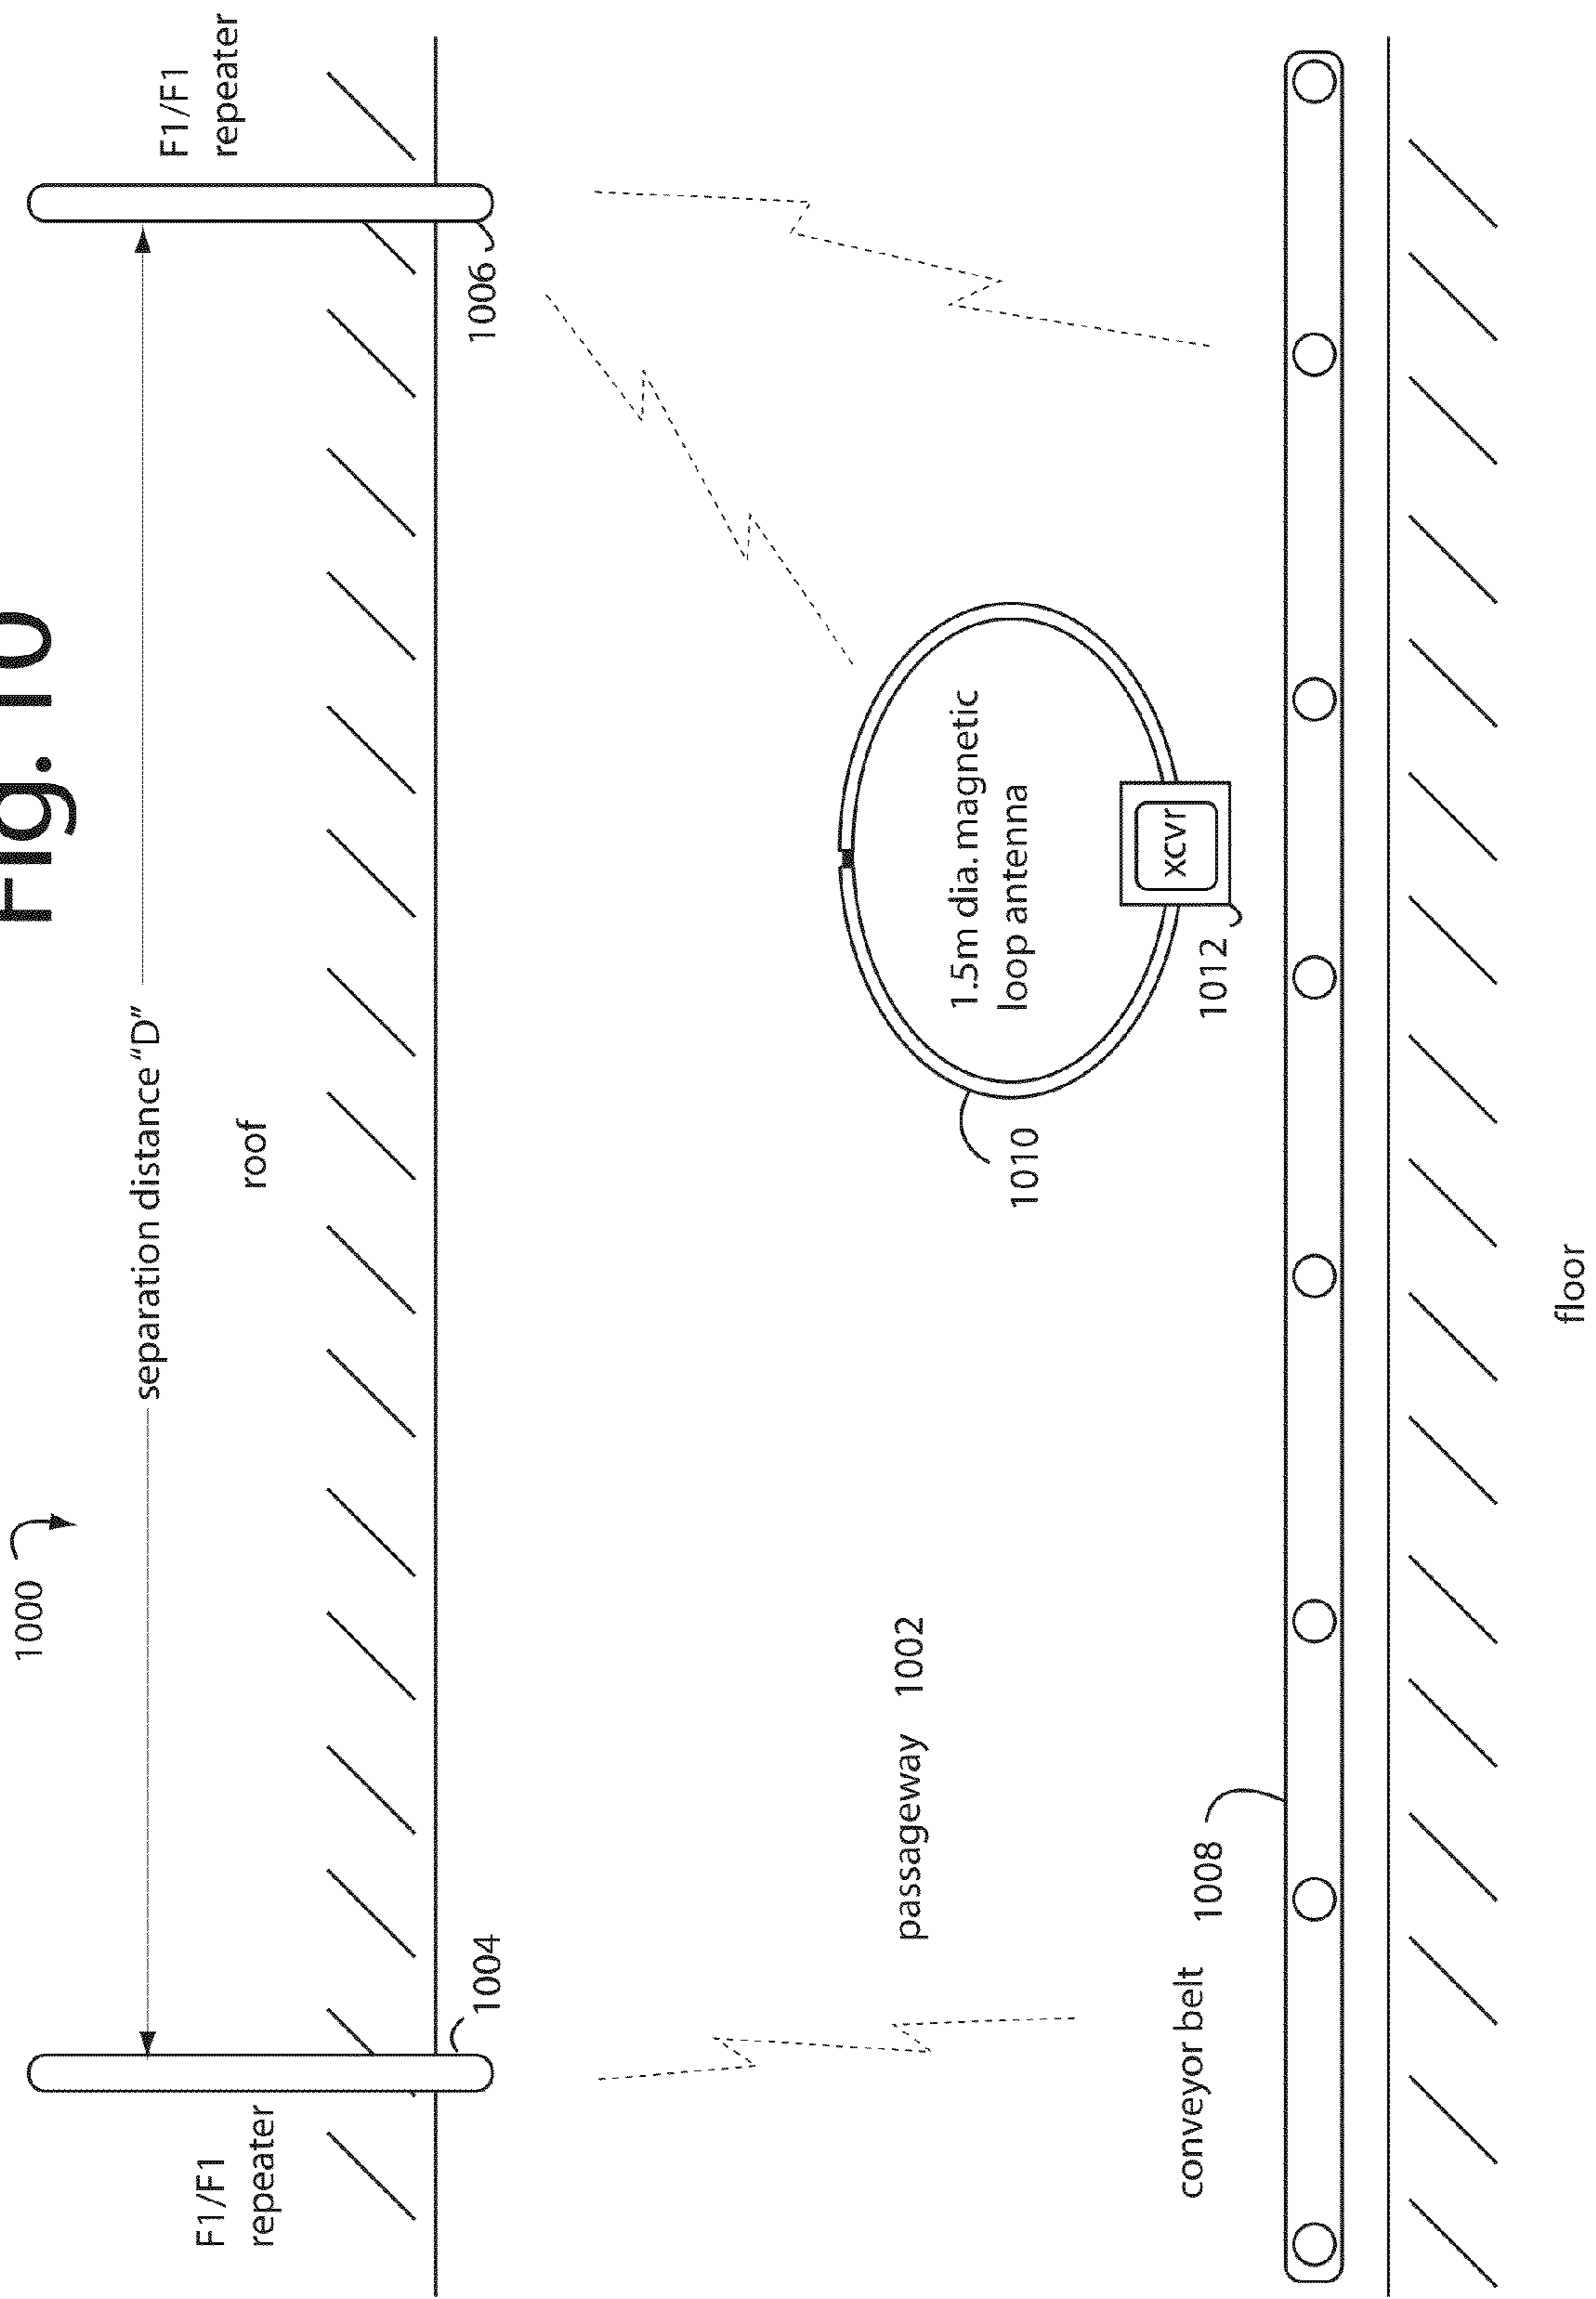 Fig. 10
1000
separation distance "D"
F1/F1
repeater
F1/F1
repeater
roof
1004
1006
passageway 1002
1.5m dia. magnetic
loop antenna
1010
xcvr
1012
conveyor belt 1008
floor